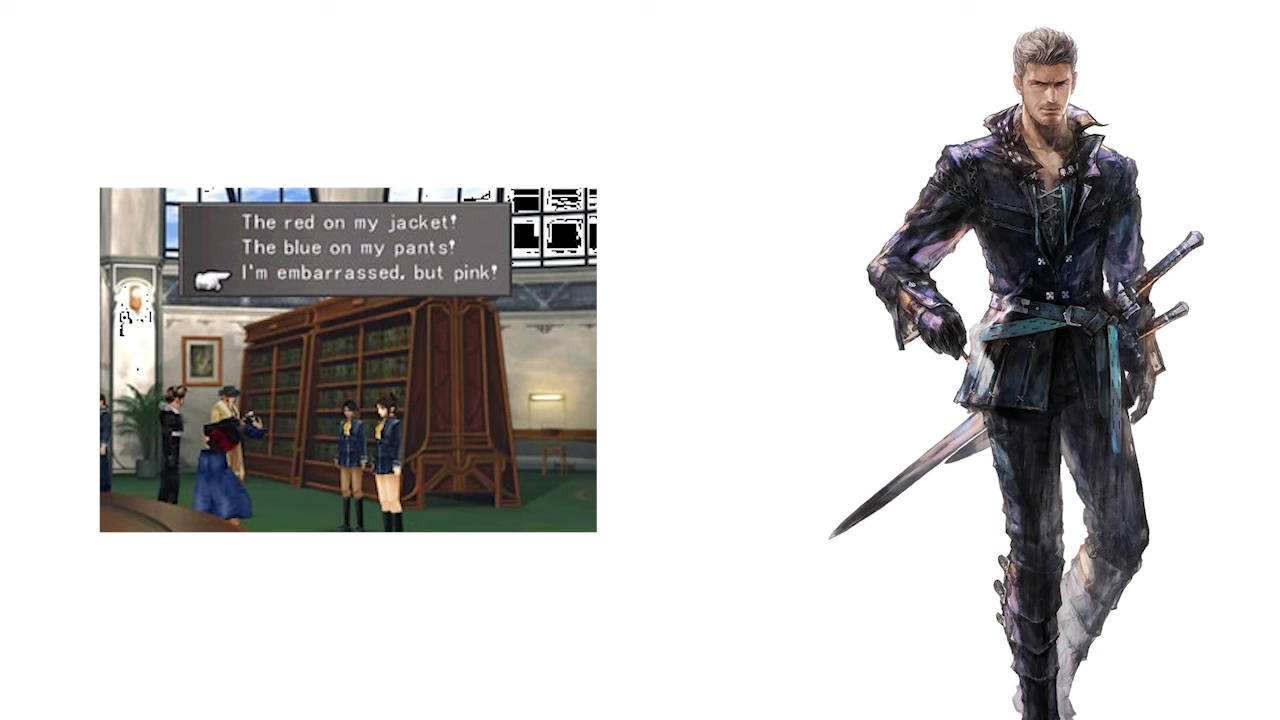 The red on my jacket!
The blue on my pants!
I'm embarrassed, but pink!